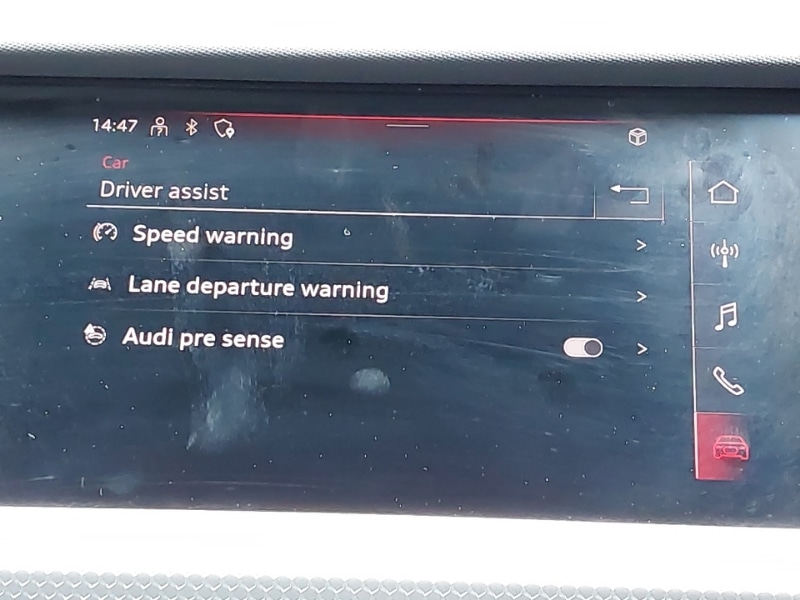 14:47
Car
Driver assist
Speed warning
Lane departure warning
Audi pre sense